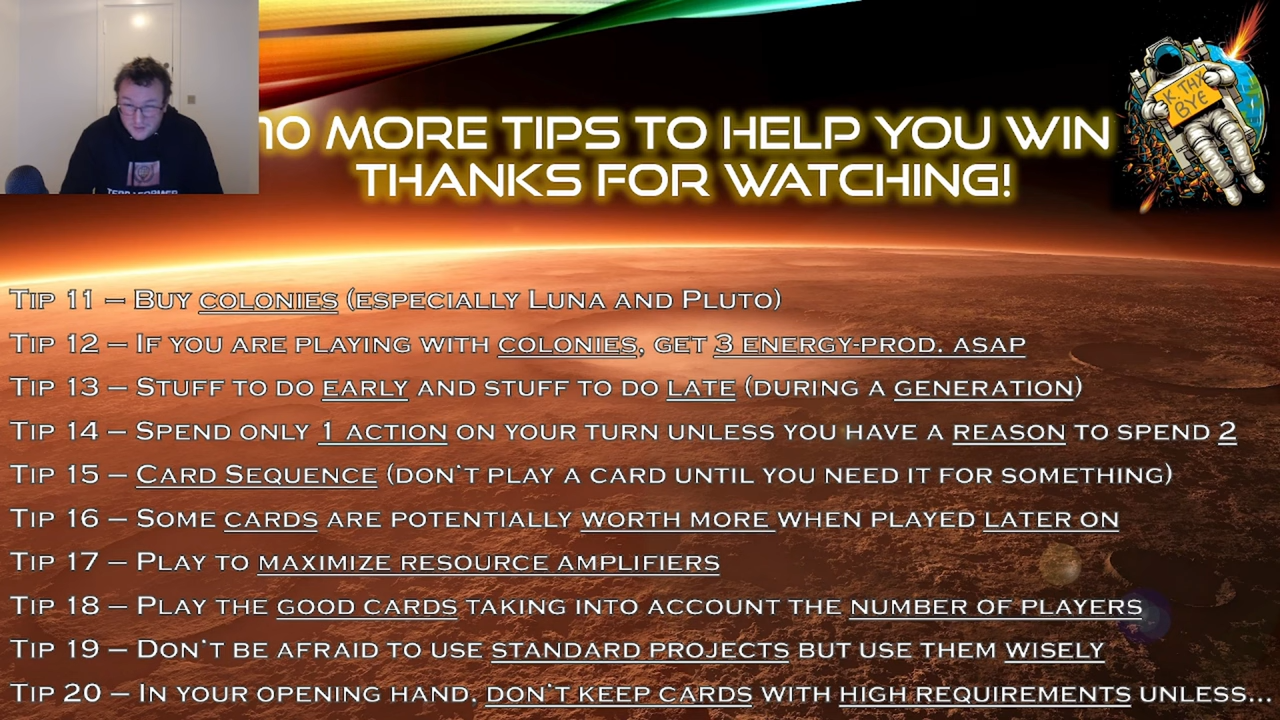 10 MORE TIPS TO HELP YOU WIN
THANKS FOR WATCHING!
K THX
BYE
TERRAFORMER
TIP 11 – BUY COLONIES (ESPECIALLY LUNA AND PLUTO)
TIP 12 – IF YOU ARE PLAYING WITH COLONIES, GET 3 ENERGY-PROD. ASAP
TIP 13 – STUFF TO DO EARLY AND STUFF TO DO LATE (DURING A GENERATION)
TIP 14 – SPEND ONLY 1 ACTION ON YOUR TURN UNLESS YOU HAVE A REASON TO SPEND 2
TIP 15 – CARD SEQUENCE (DON'T PLAY A CARD UNTIL YOU NEED IT FOR SOMETHING)
TIP 16 – SOME CARDS ARE POTENTIALLY WORTH MORE WHEN PLAYED LATER ON
TIP 17 – PLAY TO MAXIMIZE RESOURCE AMPLIFIERS
TIP 18 – PLAY THE GOOD CARDS TAKING INTO ACCOUNT THE NUMBER OF PLAYERS
TIP 19 – DON'T BE AFRAID TO USE STANDARD PROJECTS BUT USE THEM WISELY
TIP 20 – IN YOUR OPENING HAND, DON'T KEEP CARDS WITH HIGH REQUIREMENTS UNLESS...